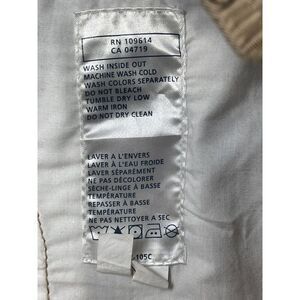 RN 109614
CA 04719
WASH INSIDE OUT
MACHINE WASH COLD
WASH COLORS SEPARATELY
DO NOT BLEACH
TUMBLE DRY LOW
WARM IRON
DO NOT DRY CLEAN
LAVER A L'ENVERS
LAVER À L'EAU FROIDE
LAVER SÉPARÉMENT
NE PAS DÉCOLORER
SÈCHE-LINGE À BASSE
TEMPÉRATURE
REPASSER À BASSE
TEMPÉRATURE
NE PAS NETTOYER A SEC
-105C